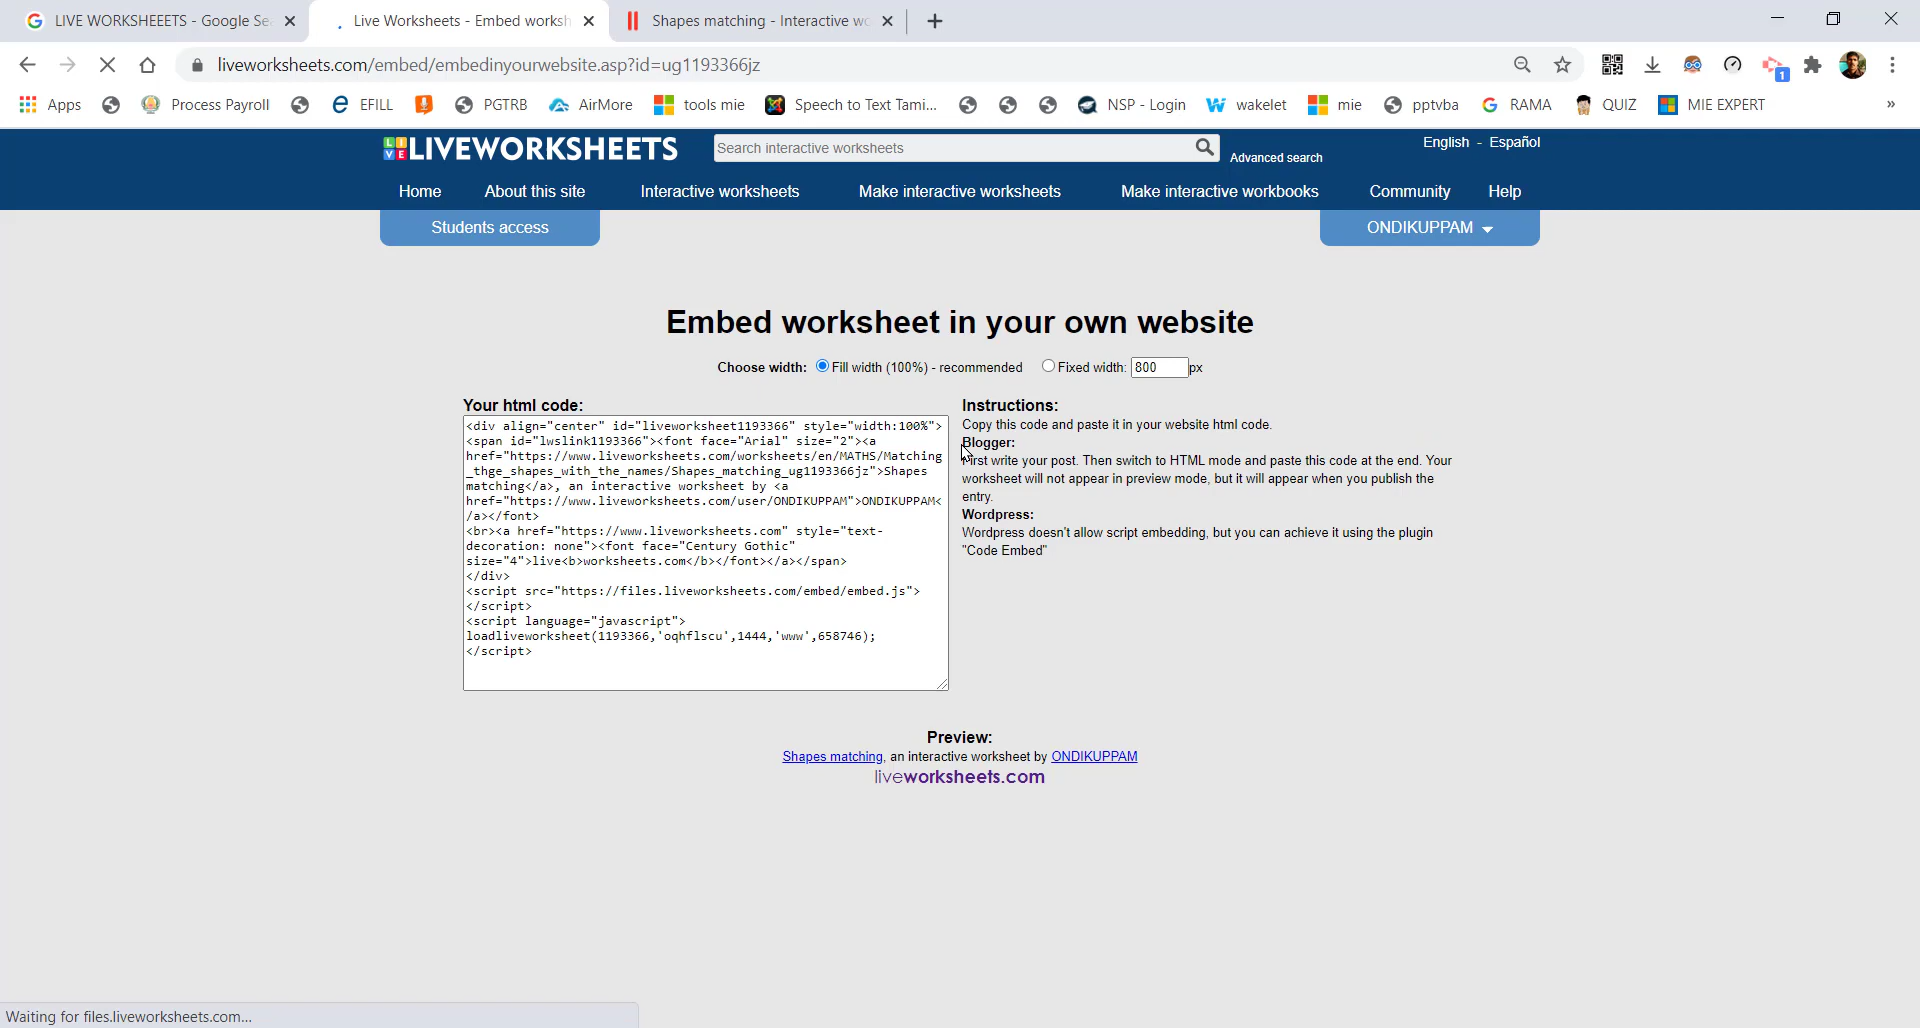 LIVE WORKSHEEETS - Google Se
Live Worksheets - Embed worksh
Shapes matching - Interactive wo
liveworksheets.com/embed/embedinyourwebsite.asp?id=ug1193366jz
1
Apps Process Payroll EFILL PGTRB AirMore tools mie Speech to Text Tami... NSP - Login wakelet mie pptvba RAMA QUIZ MIE EXPERT »
LIVE LIVEWORKSHEETS
Search interactive worksheets
Advanced search
English - Español
Home About this site Interactive worksheets Make interactive worksheets Make interactive workbooks Community Help
Students access
ONDIKUPPAM
Embed worksheet in your own website
Choose width: Fill width (100%) - recommended Fixed width: 800 px
Your html code:
<div align="center" id="liveworksheet1193366" style="width:100%">
<span id="lwslink1193366"><font face="Arial" size="2"><a
href="https://www.liveworksheets.com/worksheets/en/MATHS/Matching
_thge_shapes_with_the_names/Shapes_matching_ug1193366jz">Shapes
matching</a>, an interactive worksheet by <a
href="https://www.liveworksheets.com/user/ONDIKUPPAM">ONDIKUPPAM<
/a></font>
<br><a href="https://www.liveworksheets.com" style="text-
decoration: none"><font face="Century Gothic"
size="4">live<b>worksheets.com</b></font></a></span>
</div>
<script src="https://files.liveworksheets.com/embed/embed.js">
</script>
<script language="javascript">
loadliveworksheet(1193366,'oqhflscu',1444,'www',658746);
</script>
Instructions:
Copy this code and paste it in your website html code.
Blogger:
First write your post. Then switch to HTML mode and paste this code at the end. Your
worksheet will not appear in preview mode, but it will appear when you publish the
entry.
Wordpress:
Wordpress doesn't allow script embedding, but you can achieve it using the plugin
"Code Embed"
Preview:
Shapes matching, an interactive worksheet by ONDIKUPPAM
liveworksheets.com
Waiting for files.liveworksheets.com...